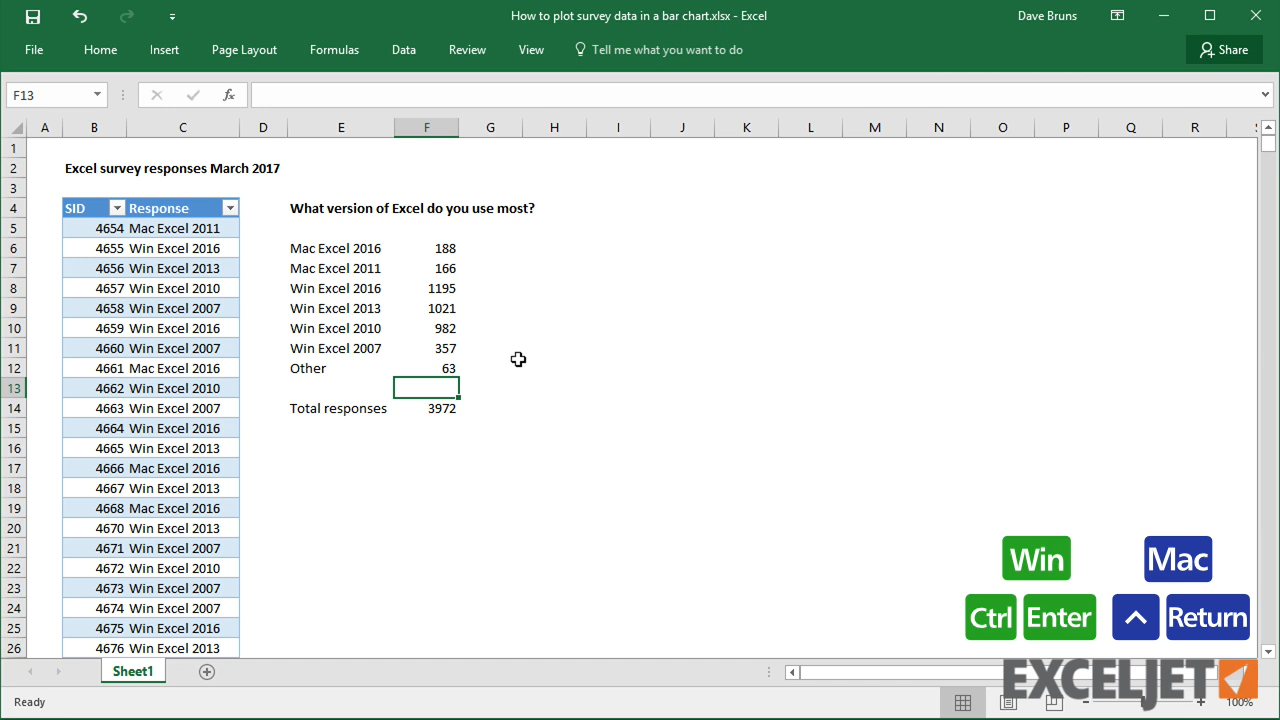 How to plot survey data in a bar chart.xlsx - Excel
Dave Bruns
File Home Insert Page Layout Formulas Data Review View Tell me what you want to do Share
F13 fx
A B C D E F G H I J K L M N O P Q R S
1
2 Excel survey responses March 2017
3
4 SID Response What version of Excel do you use most?
5 4654 Mac Excel 2011
6 4655 Win Excel 2016 Mac Excel 2016 188
7 4656 Win Excel 2013 Mac Excel 2011 166
8 4657 Win Excel 2010 Win Excel 2016 1195
9 4658 Win Excel 2007 Win Excel 2013 1021
10 4659 Win Excel 2016 Win Excel 2010 982
11 4660 Win Excel 2007 Win Excel 2007 357
12 4661 Mac Excel 2016 Other 63
13 4662 Win Excel 2010
14 4663 Win Excel 2007 Total responses 3972
15 4664 Win Excel 2016
16 4665 Win Excel 2013
17 4666 Mac Excel 2016
18 4667 Win Excel 2013
19 4668 Mac Excel 2016
20 4670 Win Excel 2013
21 4671 Win Excel 2007
22 4672 Win Excel 2010
23 4673 Win Excel 2007
24 4674 Win Excel 2007
25 4675 Win Excel 2016
26 4676 Win Excel 2013
Win Mac
Ctrl Enter ^ Return
Sheet1
EXCELJET
Ready 100%